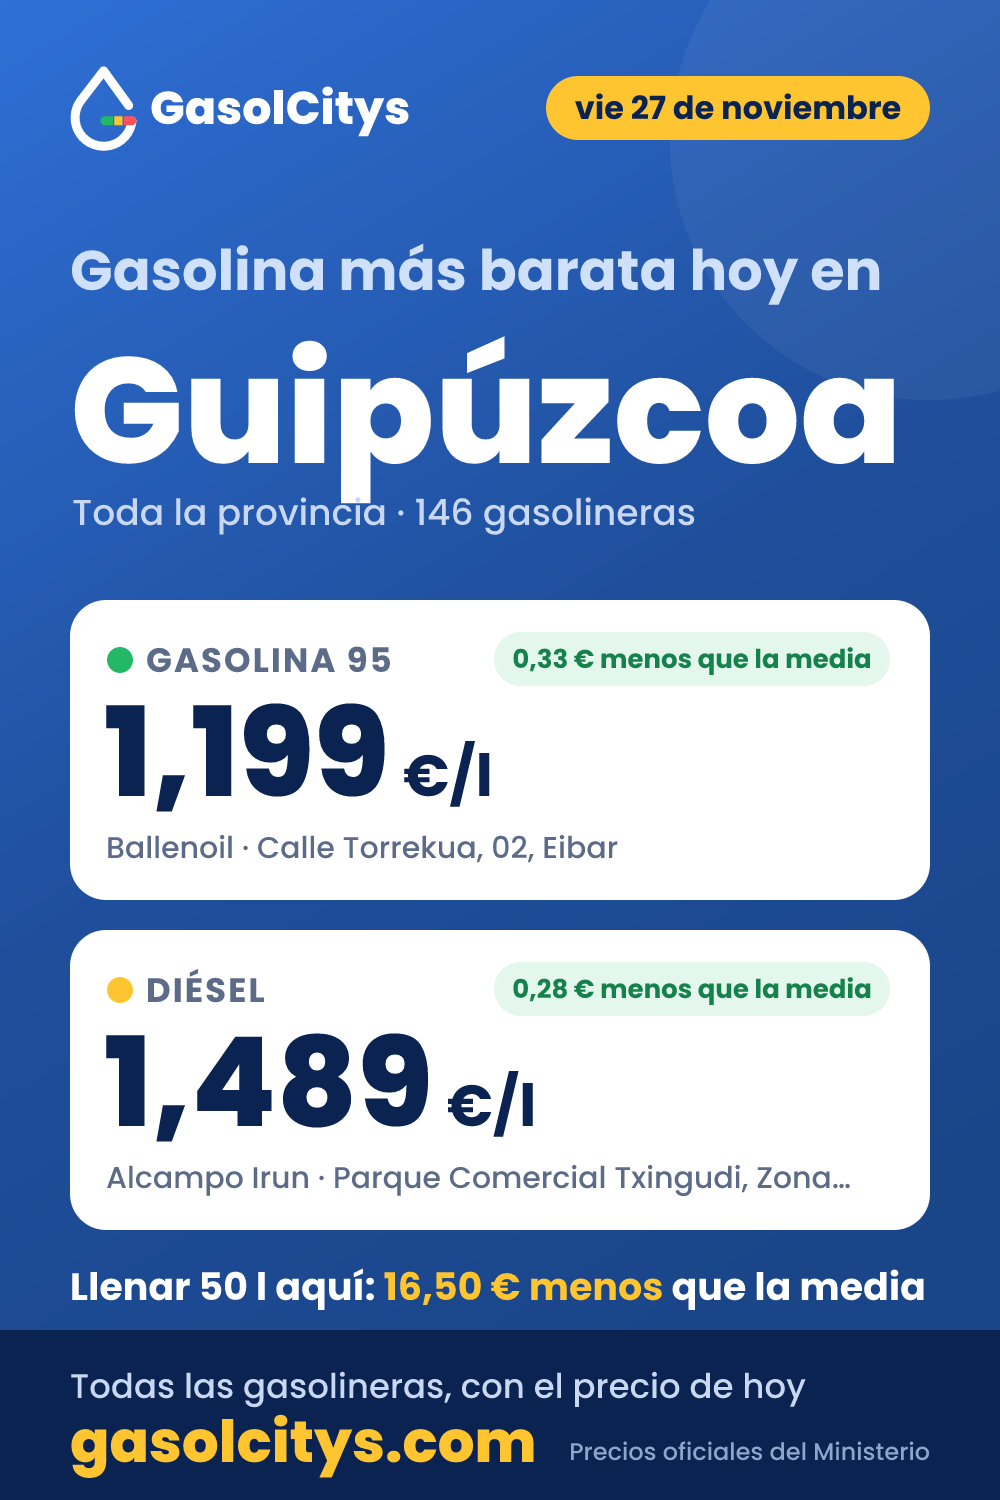 GasolCitys
vie 27 de noviembre
Gasolina más barata hoy en
Guipúzcoa
Toda la provincia · 146 gasolineras
GASOLINA 95
0,33 € menos que la media
1,199 €/l
Ballenoil · Calle Torrekua, 02, Eibar
DIÉSEL
0,28 € menos que la media
1,489 €/l
Alcampo Irun · Parque Comercial Txingudi, Zona...
Llenar 50 l aquí: 16,50 € menos que la media
Todas las gasolineras, con el precio de hoy
gasolcitys.com
Precios oficiales del Ministerio